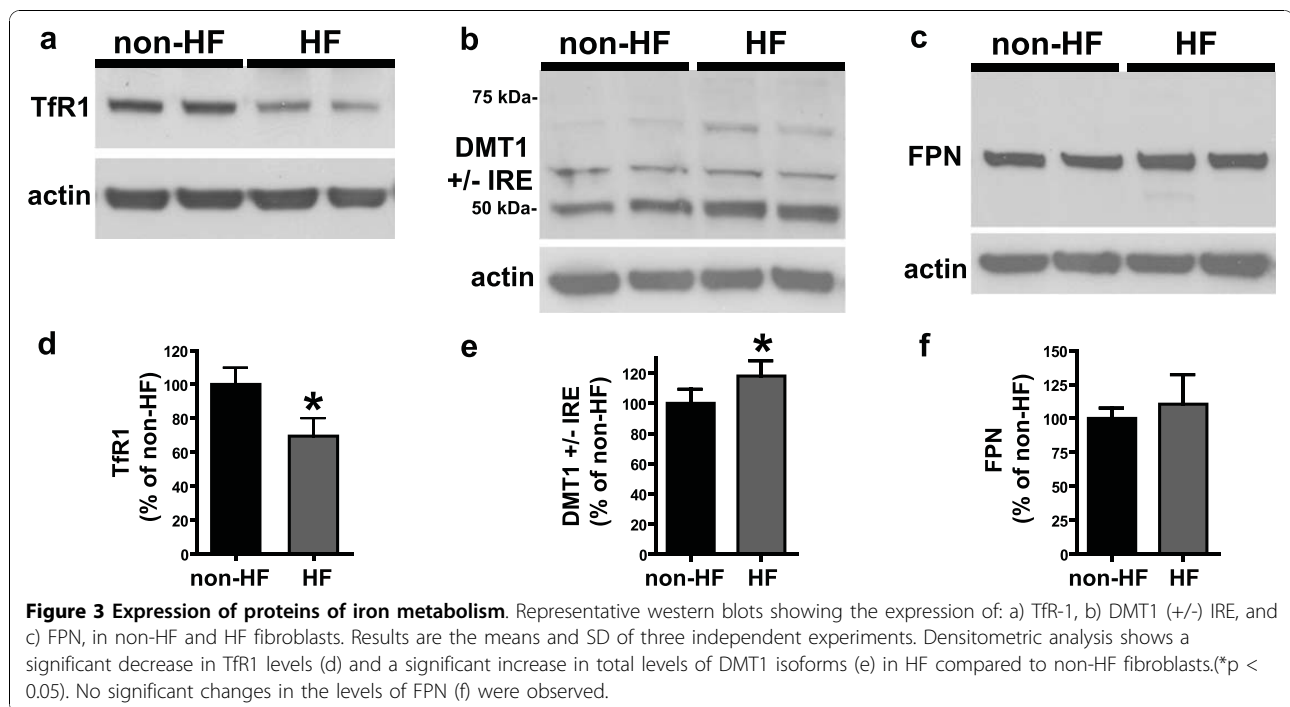 a
non-HF HF
TfR1
actin
b
non-HF HF
75 kDa-
DMT1
+/- IRE
50 kDa-
actin
c
non-HF HF
FPN
actin
d
TfR1
(% of non-HF)
120
100
80
60
40
20
0
*
non-HF HF
e
DMT1 +/- IRE
(% of non-HF)
120
100
80
60
40
20
0
*
non-HF HF
f
FPN
(% of non-HF)
150
125
100
75
50
25
0
non-HF HF
Figure 3 Expression of proteins of iron metabolism. Representative western blots showing the expression of: a) TfR-1, b) DMT1 (+/-) IRE, and
c) FPN, in non-HF and HF fibroblasts. Results are the means and SD of three independent experiments. Densitometric analysis shows a
significant decrease in TfR1 levels (d) and a significant increase in total levels of DMT1 isoforms (e) in HF compared to non-HF fibroblasts.(*p <
0.05). No significant changes in the levels of FPN (f) were observed.